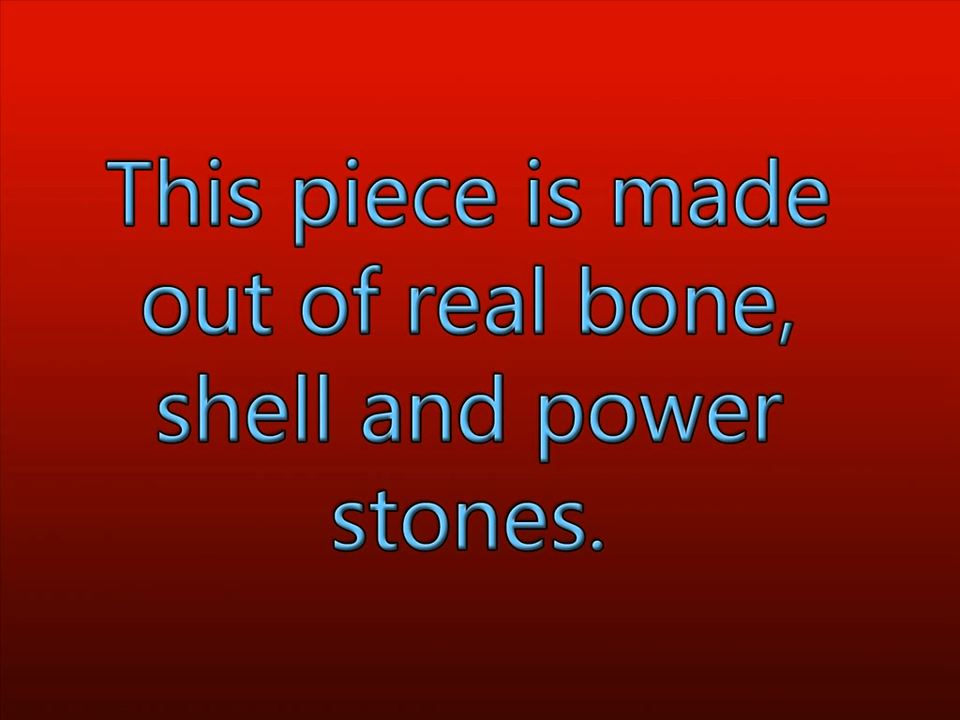 This piece is made
out of real bone,
shell and power
stones.